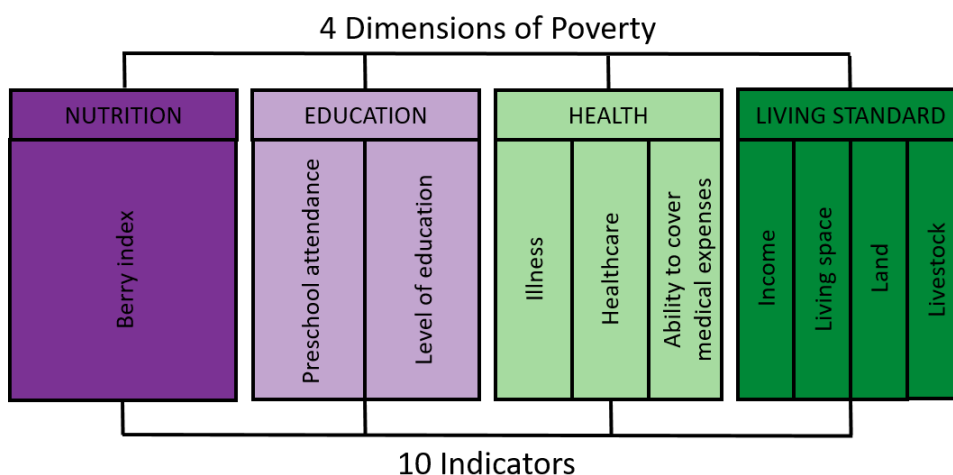 4 Dimensions of Poverty
NUTRITION
Berry index
EDUCATION
Preschool attendance
Level of education
HEALTH
Illness
Healthcare
Ability to cover
medical expenses
LIVING STANDARD
Income
Living space
Land
Livestock
10 Indicators